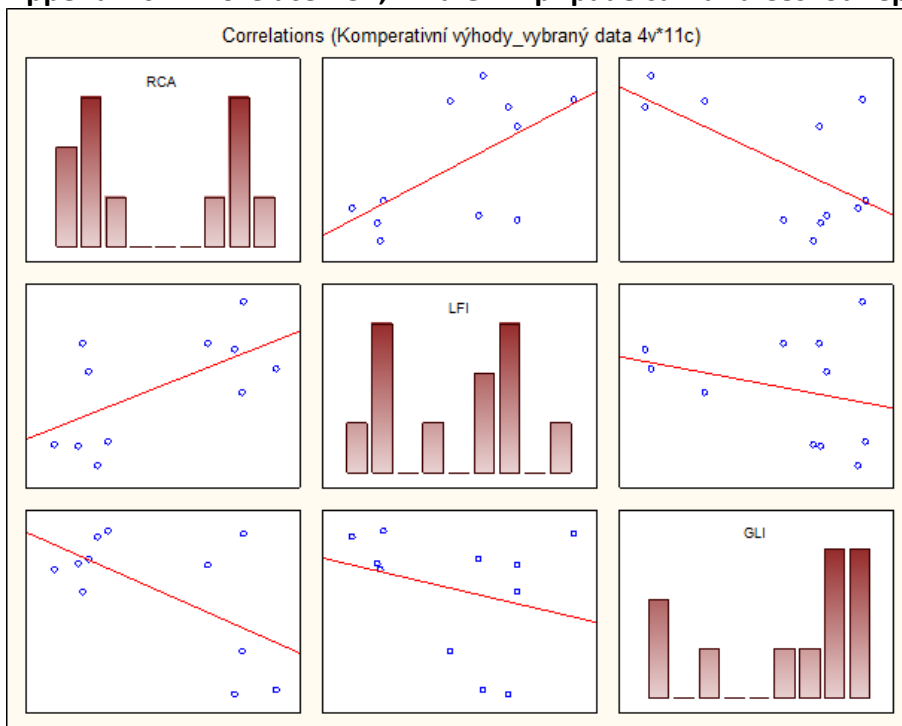 Correlations (Komperativní výhody_vybraný data 4v*11c)
RCA
LFI
GLI